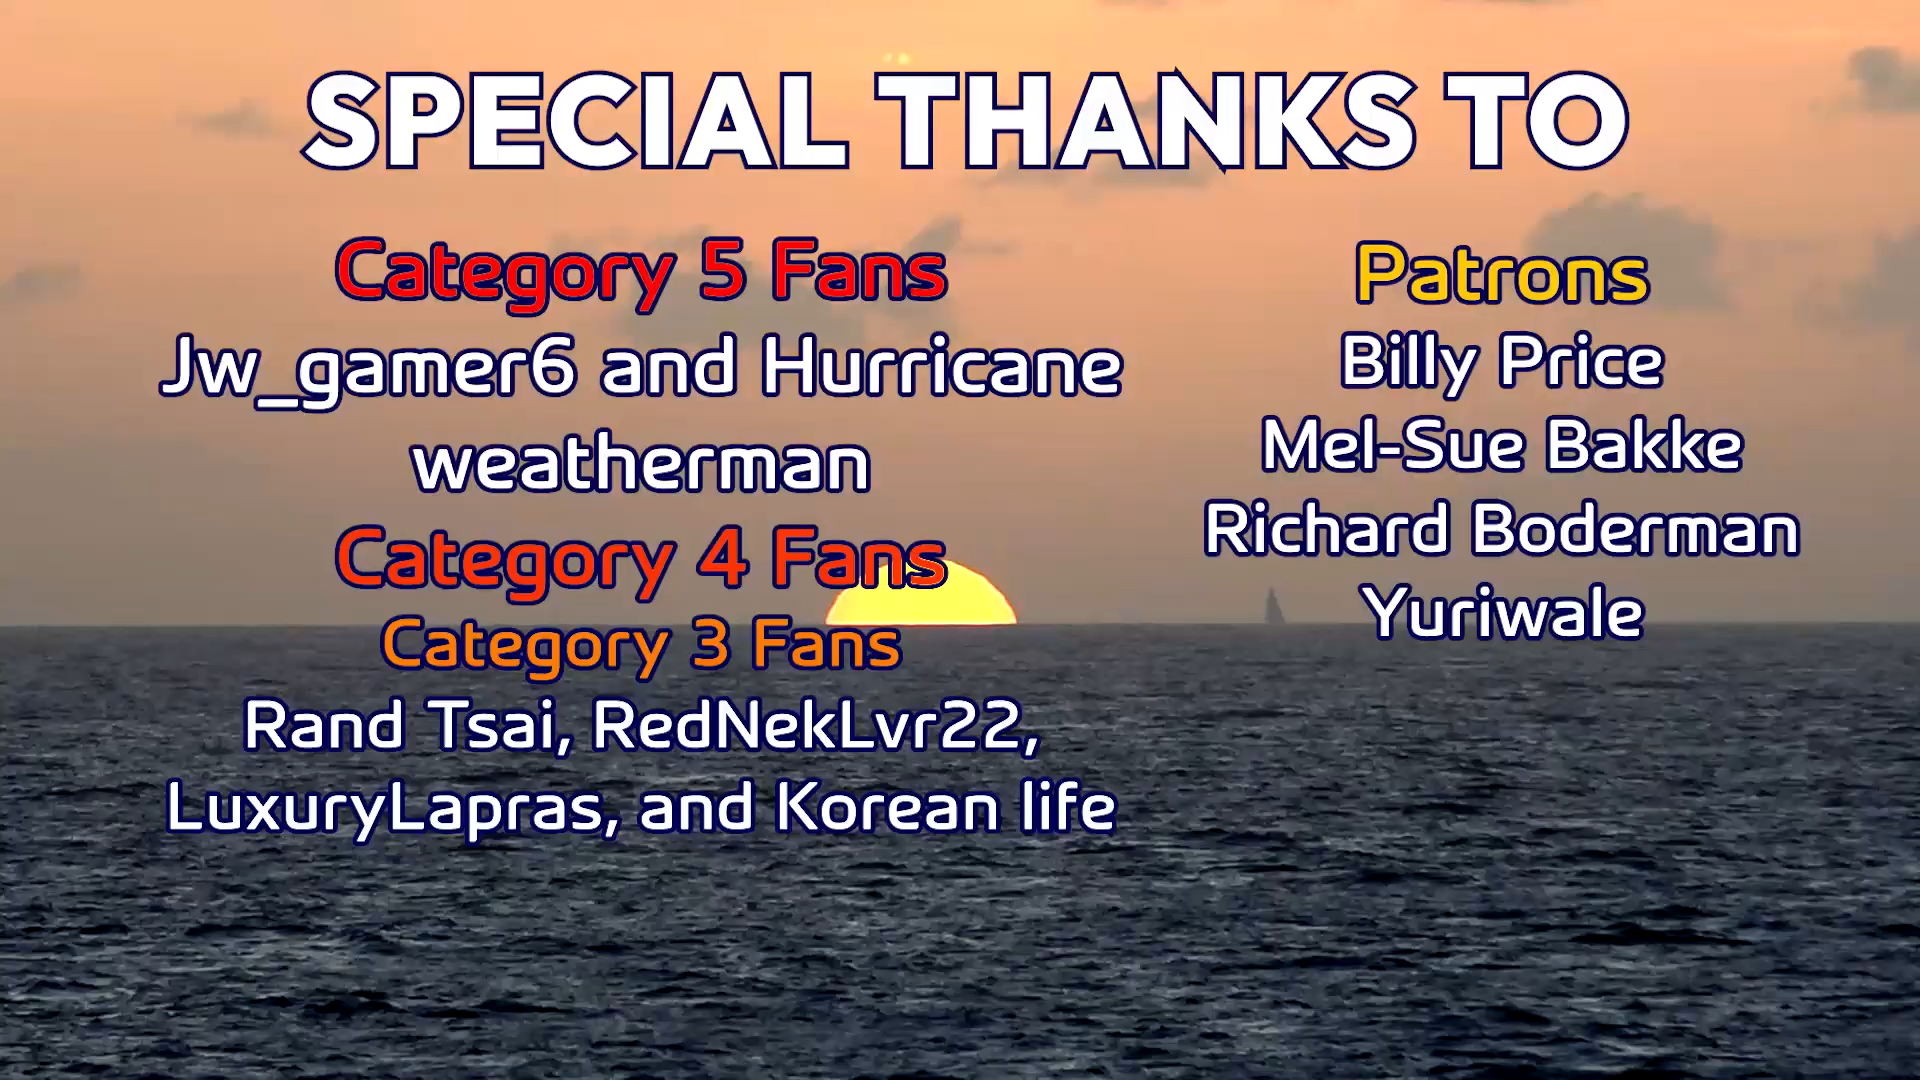 SPECIAL THANKS TO
Category 5 Fans
Jw_gamer6 and Hurricane
weatherman
Category 4 Fans
Category 3 Fans
Rand Tsai, RedNekLvr22,
LuxuryLapras, and Korean life
Patrons
Billy Price
Mel-Sue Bakke
Richard Boderman
Yuriwale